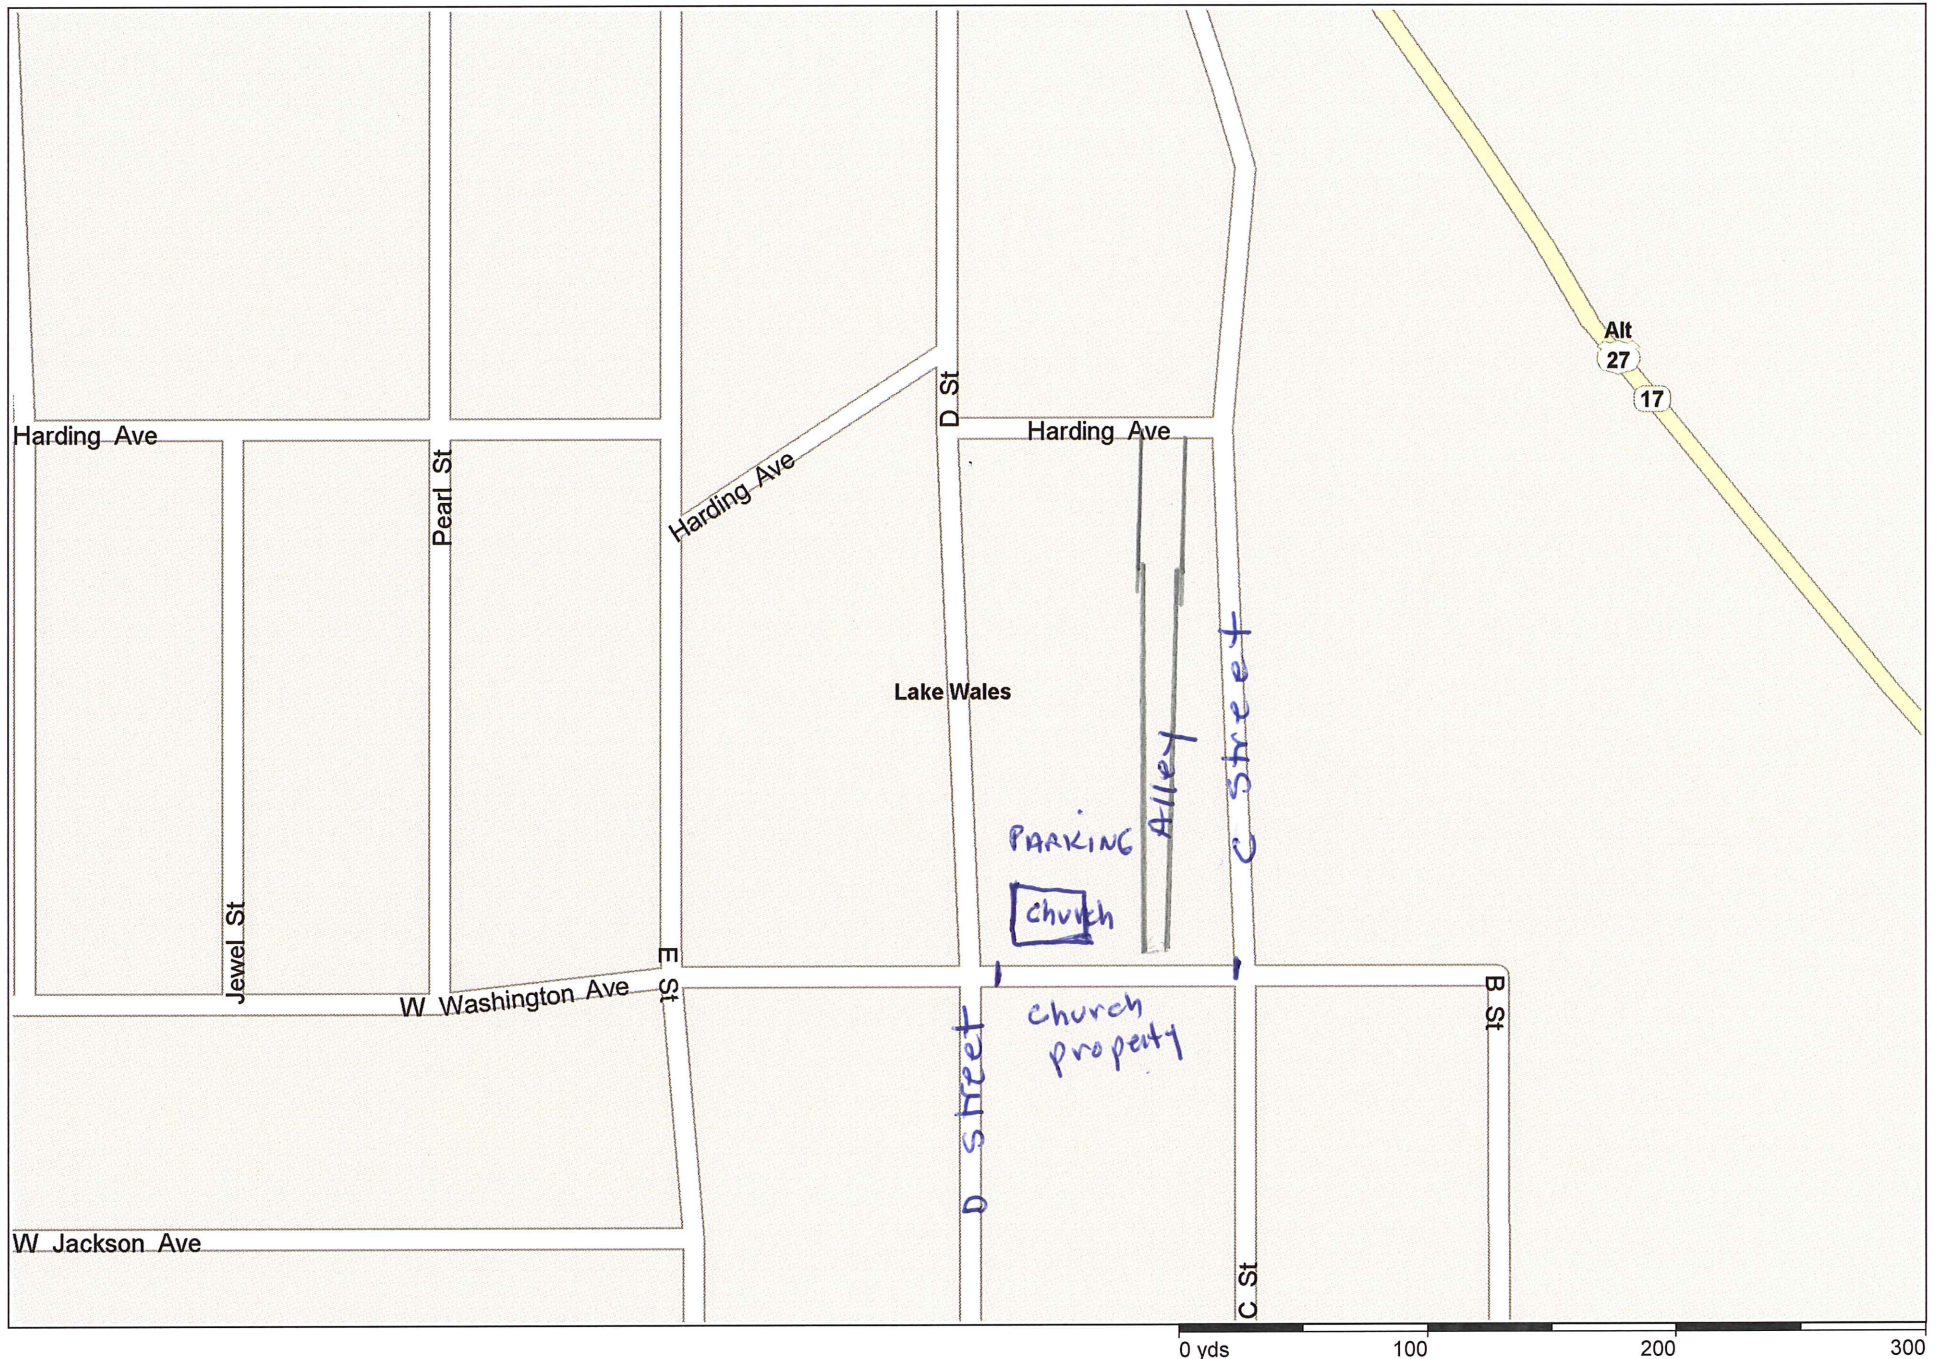 Alt
27
17
D St
Harding Ave
Harding Ave
Pearl St
Harding Ave
Lake Wales
C Street
Alley
PARKING
church
Jewel St
E St
W Washington Ave
B St
church
property
D street
W Jackson Ave
C St
0 yds
100
200
300